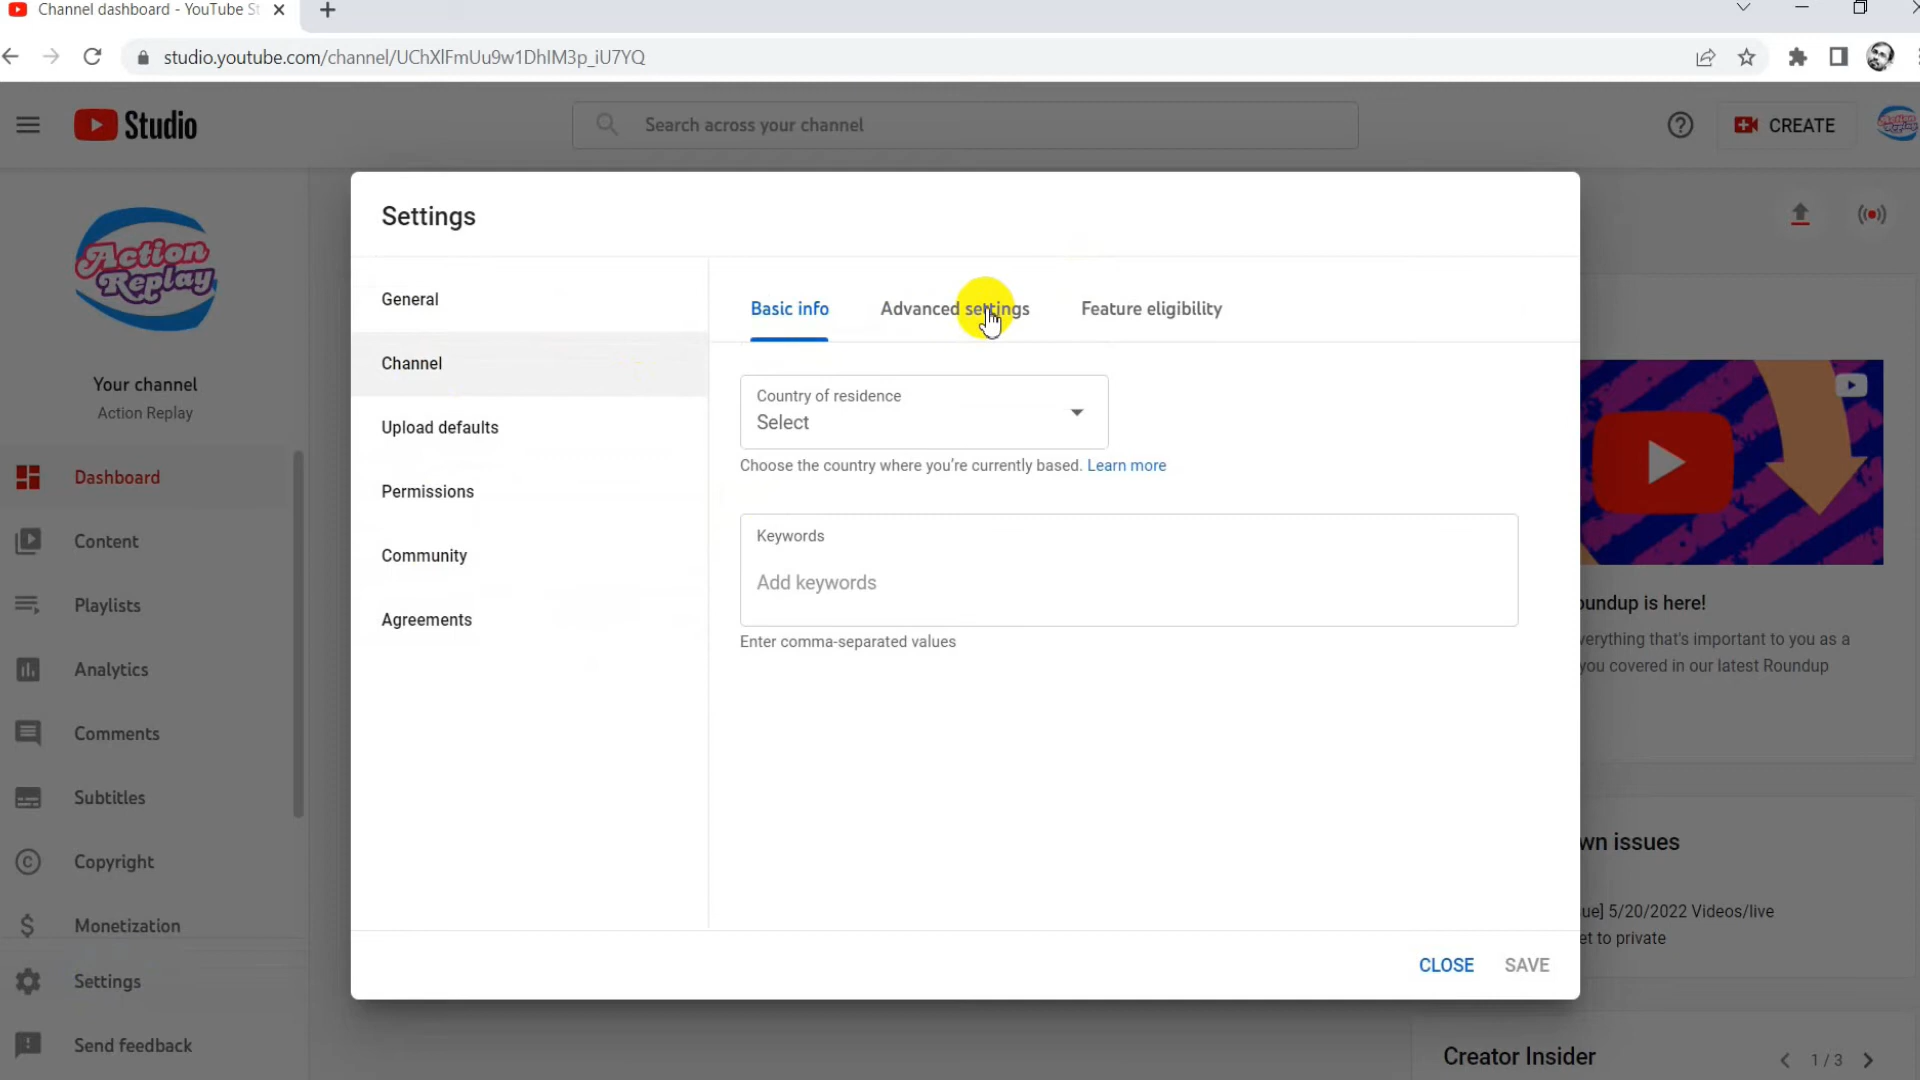 Channel dashboard - YouTube St
studio.youtube.com/channel/UChXlFmUu9w1DhIM3p_iU7YQ
Studio
Search across your channel
CREATE
Action
Replay
Your channel
Action Replay
Dashboard
Content
Playlists
Analytics
Comments
Subtitles
Copyright
Monetization
Settings
Send feedback
Settings
General
Channel
Upload defaults
Permissions
Community
Agreements
Basic info
Advanced settings
Feature eligibility
Country of residence
Select
Choose the country where you're currently based. Learn more
Keywords
Add keywords
Enter comma-separated values
CLOSE
SAVE
oundup is here!
verything that's important to you as a
you covered in our latest Roundup
wn issues
ue] 5/20/2022 Videos/live
et to private
Creator Insider
1 / 3